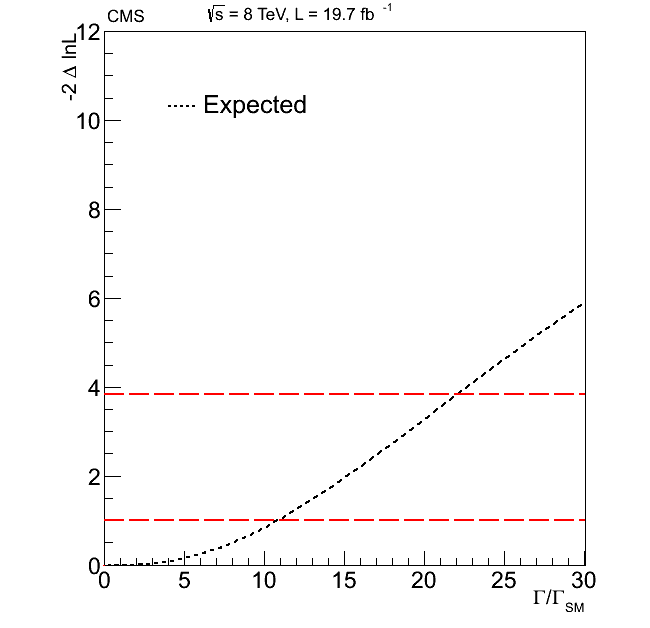 CMS √s = 8 TeV, L = 19.7 fb -1
-2 Δ lnL
Expected
12
10
8
6
4
2
0
0 5 10 15 20 25 30
Γ/ΓSM